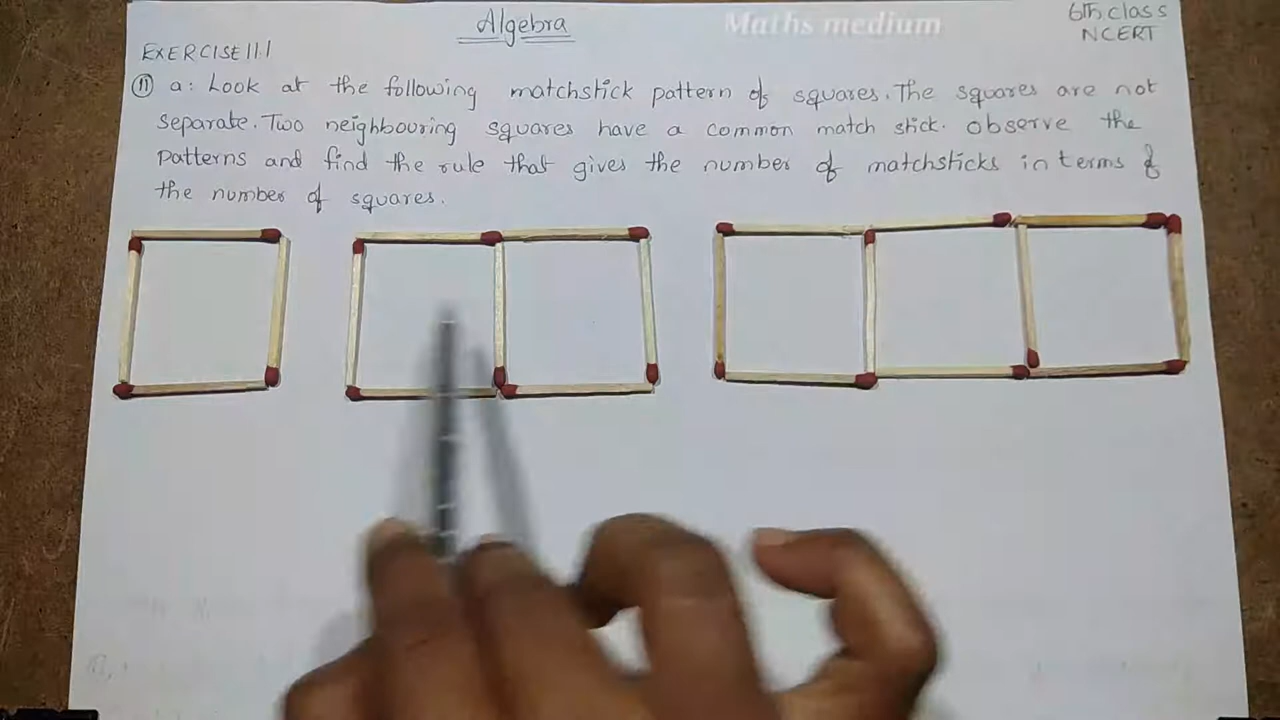 Algebra
Maths medium
6Th class
NCERT
EXERCISE 11.1
11 a: Look at the following matchstick pattern of squares. The squares are not
separate. Two neighbouring squares have a common match stick. Observe the
Patterns and find the rule that gives the number of matchsticks in terms of
the number of squares.